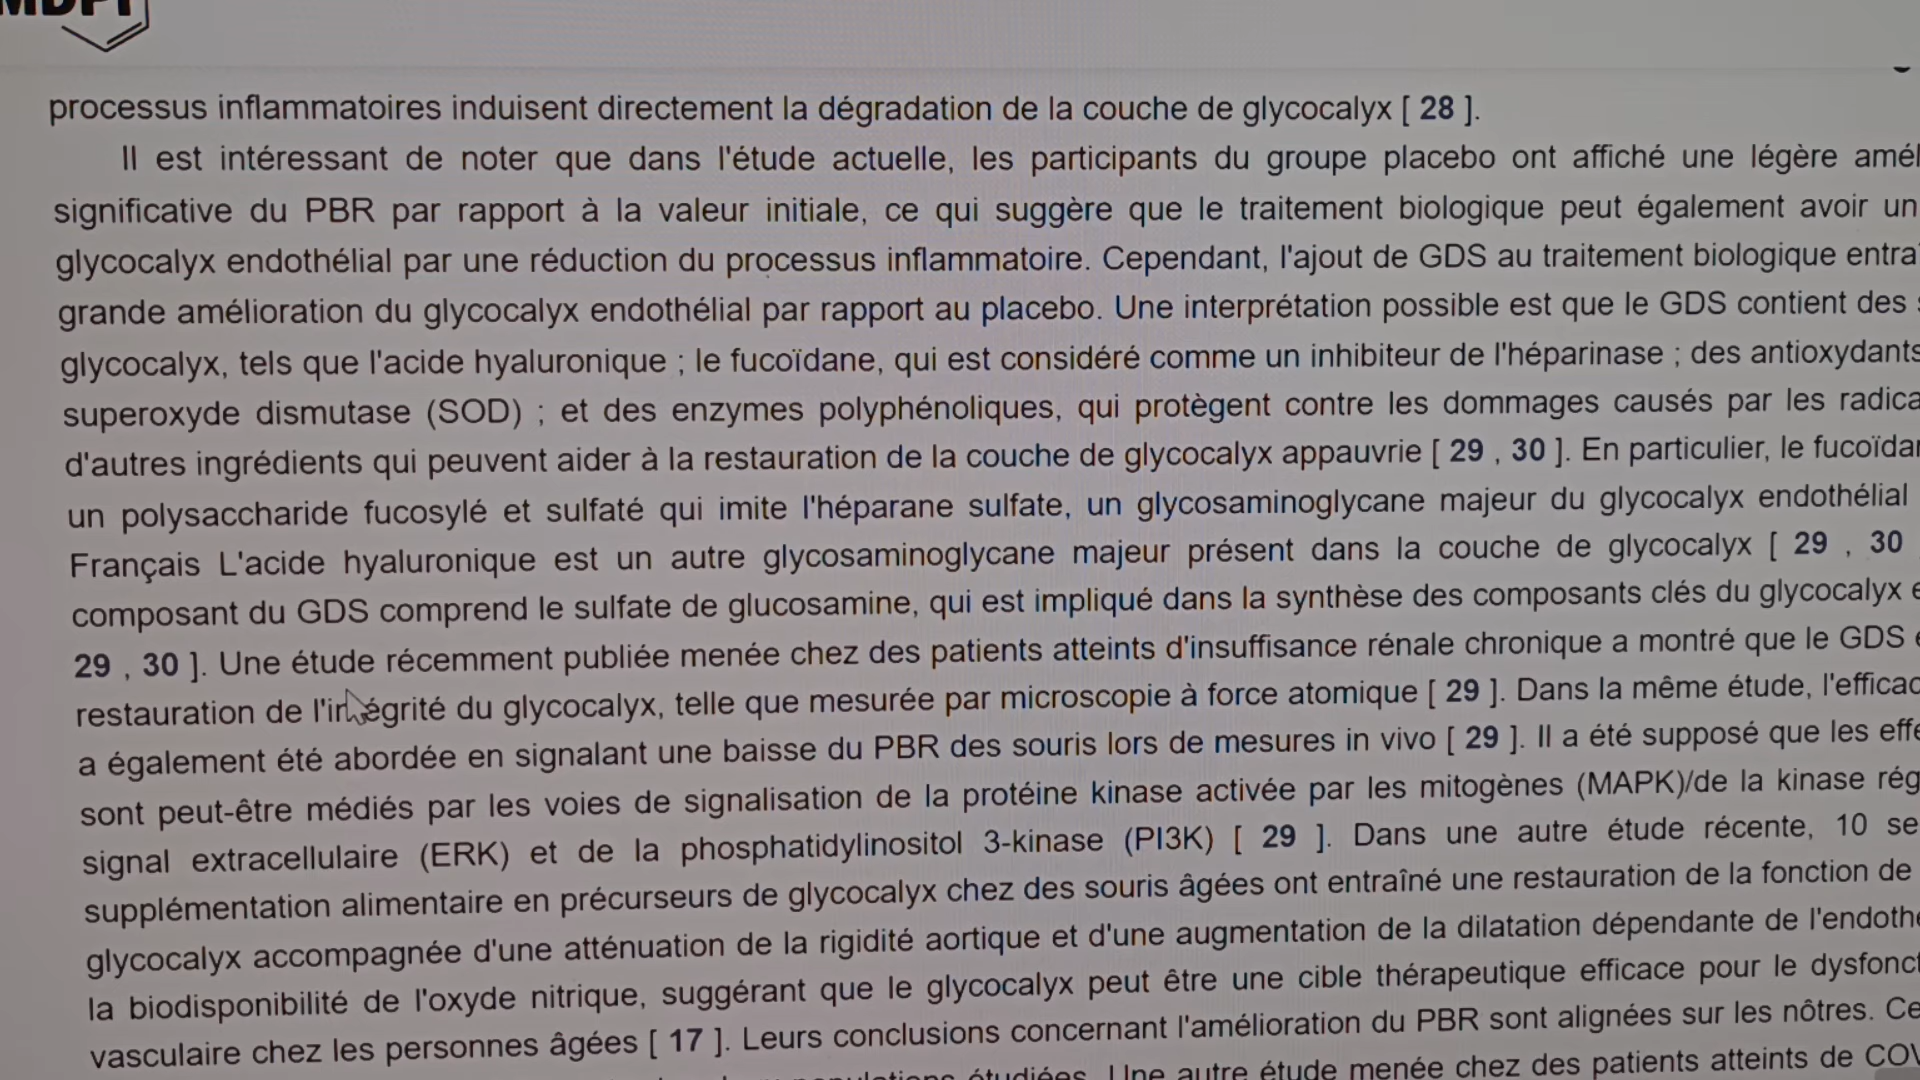 MDPI
processus inflammatoires induisent directement la dégradation de la couche de glycocalyx [ 28 ].
Il est intéressant de noter que dans l'étude actuelle, les participants du groupe placebo ont affiché une légère
significative du PBR par rapport à la valeur initiale, ce qui suggère que le traitement biologique peut également avoir un
glycocalyx endothélial par une réduction du processus inflammatoire. Cependant, l'ajout de GDS au traitement biologique
grande amélioration du glycocalyx endothélial par rapport au placebo. Une interprétation possible est que le GDS contient des
glycocalyx, tels que l'acide hyaluronique ; le fucoïdane, qui est considéré comme un inhibiteur de l'héparinase ; des antioxydants
superoxyde dismutase (SOD) ; et des enzymes polyphénoliques, qui protègent contre les dommages causés par les
d'autres ingrédients qui peuvent aider à la restauration de la couche de glycocalyx appauvrie [ 29 , 30 ]. En particulier, le
un polysaccharide fucosylé et sulfaté qui imite l'héparane sulfate, un glycosaminoglycane majeur du glycocalyx endothélial
Français L'acide hyaluronique est un autre glycosaminoglycane majeur présent dans la couche de glycocalyx [ 29 , 30
composant du GDS comprend le sulfate de glucosamine, qui est impliqué dans la synthèse des composants clés du glycocalyx
29 , 30 ]. Une étude récemment publiée menée chez des patients atteints d'insuffisance rénale chronique a montré que le GDS
restauration de l'intégrité du glycocalyx, telle que mesurée par microscopie à force atomique [ 29 ]. Dans la même étude,
a également été abordée en signalant une baisse du PBR des souris lors de mesures in vivo [ 29 ]. Il a été supposé que les
sont peut-être médiés par les voies de signalisation de la protéine kinase activée par les mitogènes (MAPK)/de la kinase
signal extracellulaire (ERK) et de la phosphatidylinositol 3-kinase (PI3K) [ 29 ]. Dans une autre étude récente, 10
supplémentation alimentaire en précurseurs de glycocalyx chez des souris âgées ont entraîné une restauration de la fonction de
glycocalyx accompagnée d'une atténuation de la rigidité aortique et d'une augmentation de la dilatation dépendante de
la biodisponibilité de l'oxyde nitrique, suggérant que le glycocalyx peut être une cible thérapeutique efficace pour le
vasculaire chez les personnes âgées [ 17 ]. Leurs conclusions concernant l'amélioration du PBR sont alignées sur les nôtres.
étudiées. Une autre étude menée chez des patients atteints de